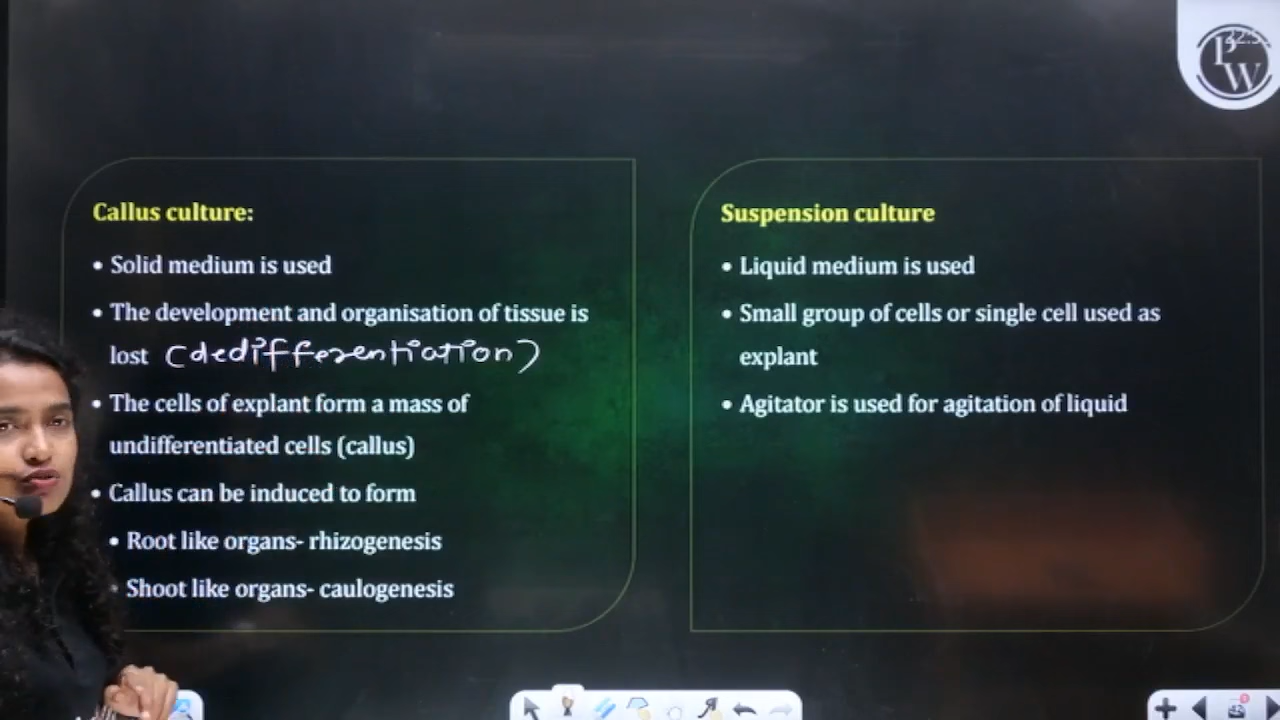 PW
Callus culture:
• Solid medium is used
• The development and organisation of tissue is
lost (dedifferentiation)
• The cells of explant form a mass of
undifferentiated cells (callus)
• Callus can be induced to form
• Root like organs- rhizogenesis
• Shoot like organs- caulogenesis
Suspension culture
• Liquid medium is used
• Small group of cells or single cell used as
explant
• Agitator is used for agitation of liquid